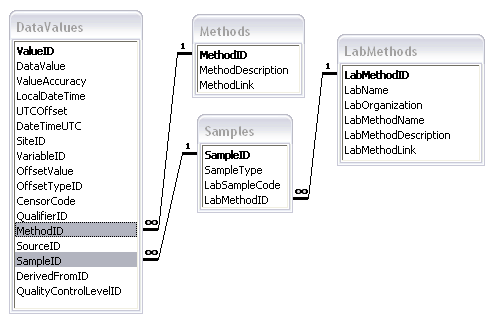 DataValues
ValueID
DataValue
ValueAccuracy
LocalDateTime
UTCOffset
DateTimeUTC
SiteID
VariableID
OffsetValue
OffsetTypeID
CensorCode
QualifierID
MethodID
SourceID
SampleID
DerivedFromID
QualityControlLevelID
∞
∞
1
1
Methods
MethodID
MethodDescription
MethodLink
Samples
SampleID
SampleType
LabSampleCode
LabMethodID
∞
1
LabMethods
LabMethodID
LabName
LabOrganization
LabMethodName
LabMethodDescription
LabMethodLink